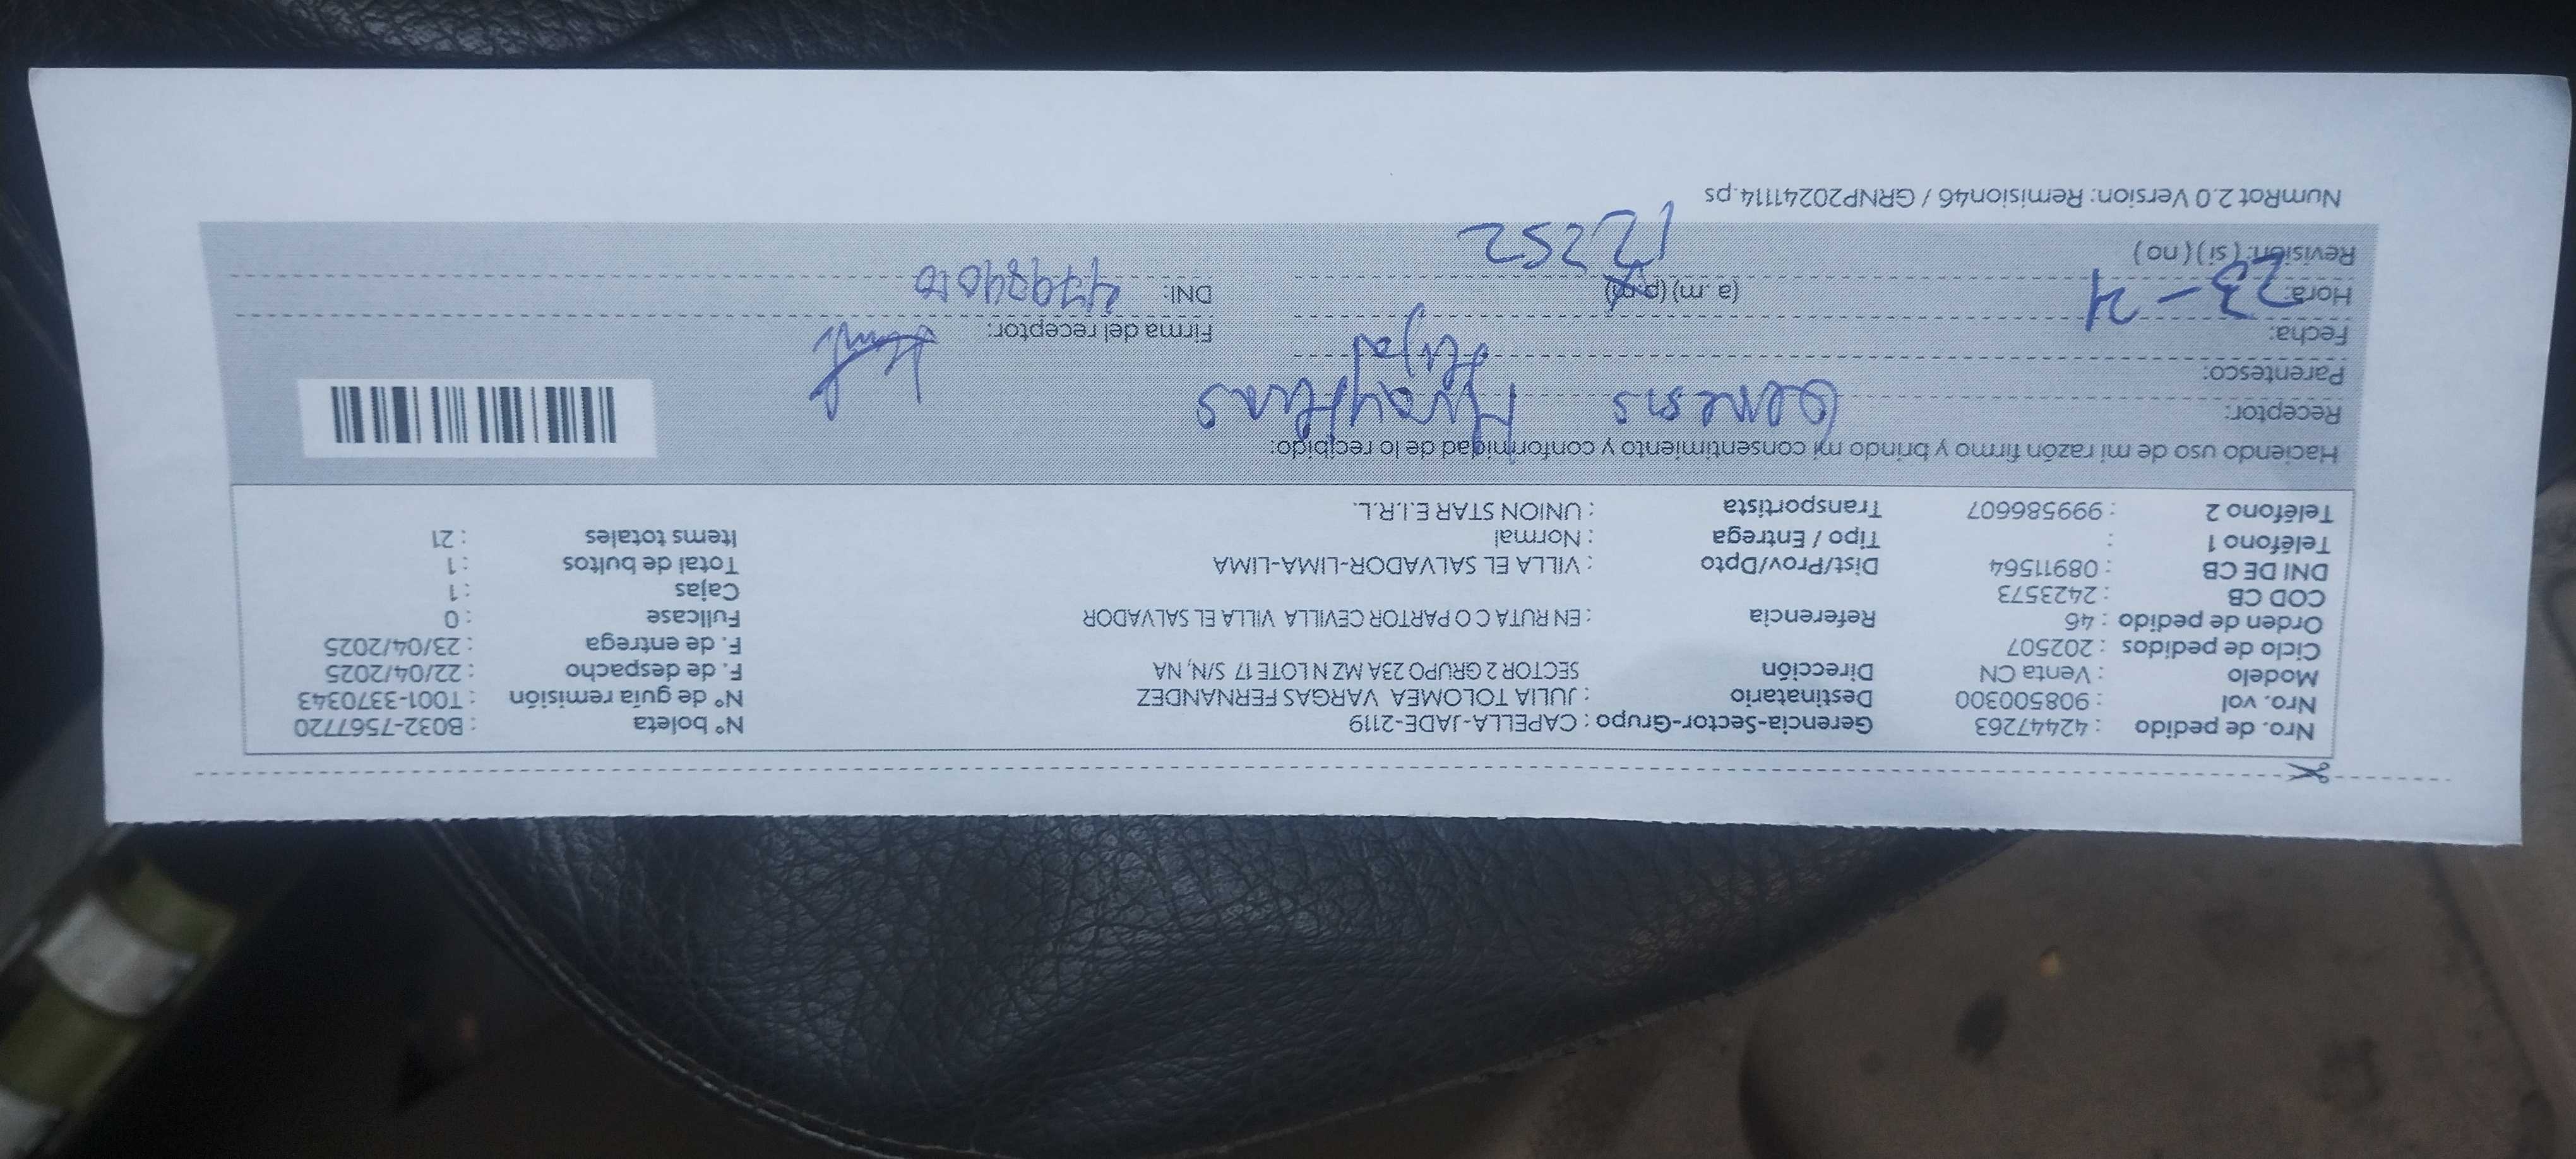 Nro. de pedido : 42447263 Gerencia-Sector-Grupo : CAPELLA-JADE-2119 N° boleta : B032-7567720
Nro. vol : 908500300 Destinatario : JULIA TOLOMEA VARGAS FERNANDEZ N° de guía remisión : T001-3370343
Modelo : Venta CN Dirección SECTOR 2 GRUPO 23A MZ N LOTE 17 S/N, NA F. de despacho : 22/04/2025
Ciclo de pedidos : 202507 F. de entrega : 23/04/2025
Orden de pedido : 46 Referencia : EN RUTA C O PARTOR CEVILLA VILLA EL SALVADOR Fullcase : 0
COD CB : 2423573 Cajas : 1
DNI DE CB : 08911564 Dist/Prov/Dpto : VILLA EL SALVADOR-LIMA-LIMA Total de bultos : 1
Teléfono 1 : Tipo / Entrega : Normal Items totales : 21
Teléfono 2 : 999586607 Transportista : UNION STAR E.I.R.L.
Haciendo uso de mi razón firmo y brindo mi consentimiento y conformidad de lo recibido:
Receptor: Genesis
Parentesco: Hija
Fecha: Firma del receptor:
Hora: 23-21 (a .m) (p.m) DNI:
Revisión: ( si ) ( no ) 12252
NumRot 2.0 Version: Remision46 / GRNP20241114.ps